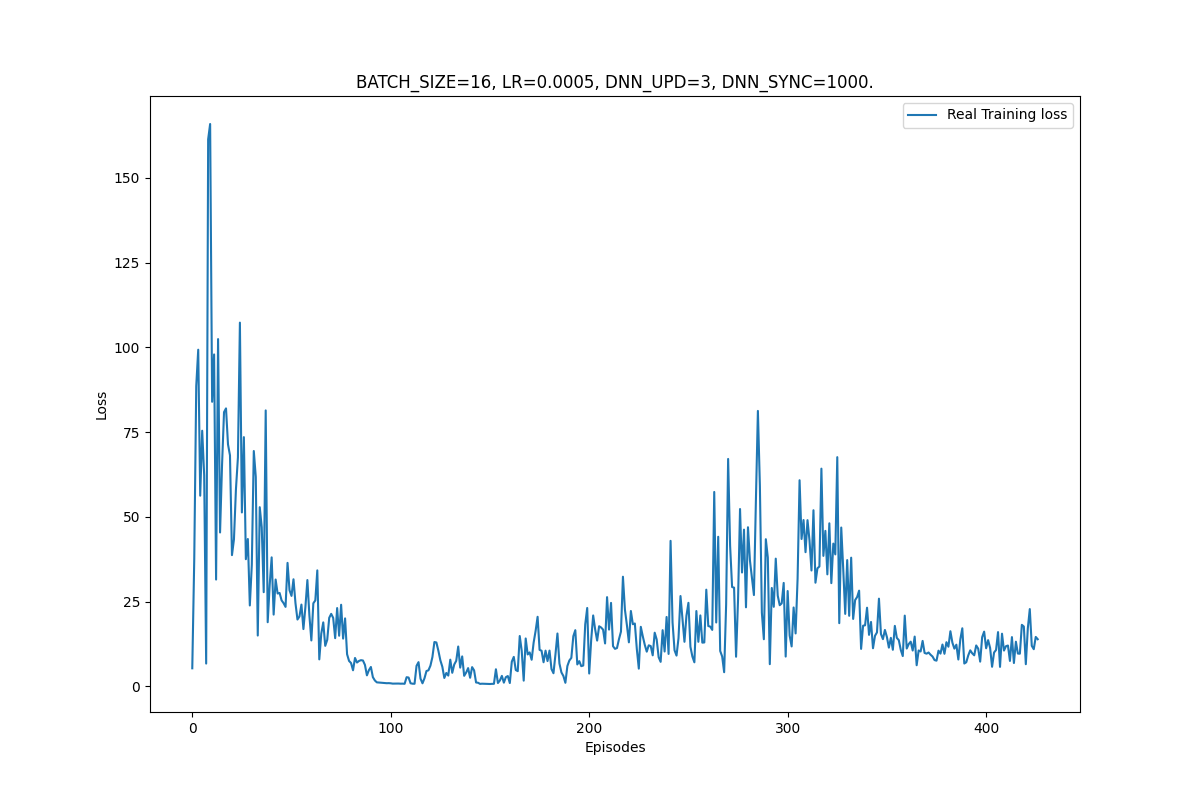 BATCH_SIZE=16, LR=0.0005, DNN_UPD=3, DNN_SYNC=1000.
Real Training loss
150
125
100
75
50
25
0
Loss
0 100 200 300 400
Episodes